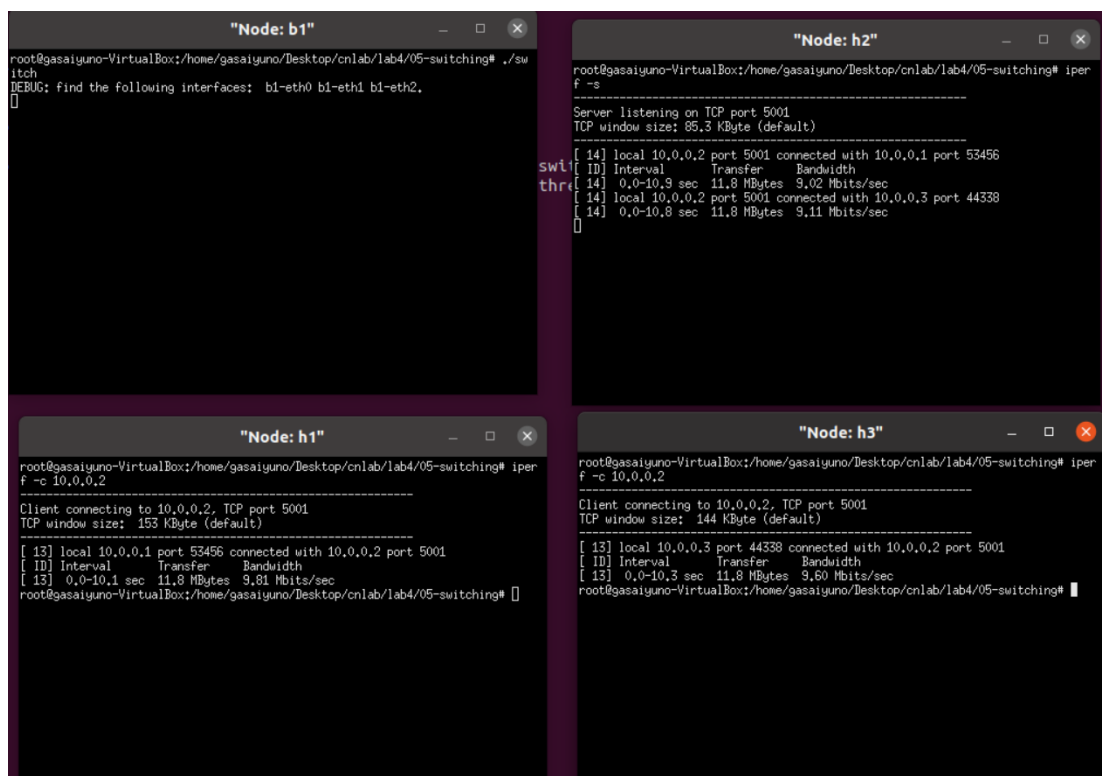 "Node: b1"
root@gasaiyuno-VirtualBox:/home/gasaiyuno/Desktop/cnlab/lab4/05-switching# ./sw
itch
DEBUG: find the following interfaces:  b1-eth0 b1-eth1 b1-eth2.
swit
thre
"Node: h2"
root@gasaiyuno-VirtualBox:/home/gasaiyuno/Desktop/cnlab/lab4/05-switching# iper
f -s
------------------------------------------------------------
Server listening on TCP port 5001
TCP window size: 85.3 KByte (default)
------------------------------------------------------------
[ 14] local 10.0.0.2 port 5001 connected with 10.0.0.1 port 53456
[ ID] Interval       Transfer     Bandwidth
[ 14]  0.0-10.9 sec  11.8 MBytes  9.02 Mbits/sec
[ 14] local 10.0.0.2 port 5001 connected with 10.0.0.3 port 44338
[ 14]  0.0-10.8 sec  11.8 MBytes  9.11 Mbits/sec
"Node: h1"
root@gasaiyuno-VirtualBox:/home/gasaiyuno/Desktop/cnlab/lab4/05-switching# iper
f -c 10.0.0.2
------------------------------------------------------------
Client connecting to 10.0.0.2, TCP port 5001
TCP window size:  153 KByte (default)
------------------------------------------------------------
[ 13] local 10.0.0.1 port 53456 connected with 10.0.0.2 port 5001
[ ID] Interval       Transfer     Bandwidth
[ 13]  0.0-10.1 sec  11.8 MBytes  9.81 Mbits/sec
root@gasaiyuno-VirtualBox:/home/gasaiyuno/Desktop/cnlab/lab4/05-switching#
"Node: h3"
root@gasaiyuno-VirtualBox:/home/gasaiyuno/Desktop/cnlab/lab4/05-switching# iper
f -c 10.0.0.2
------------------------------------------------------------
Client connecting to 10.0.0.2, TCP port 5001
TCP window size:  144 KByte (default)
------------------------------------------------------------
[ 13] local 10.0.0.3 port 44338 connected with 10.0.0.2 port 5001
[ ID] Interval       Transfer     Bandwidth
[ 13]  0.0-10.3 sec  11.8 MBytes  9.60 Mbits/sec
root@gasaiyuno-VirtualBox:/home/gasaiyuno/Desktop/cnlab/lab4/05-switching#